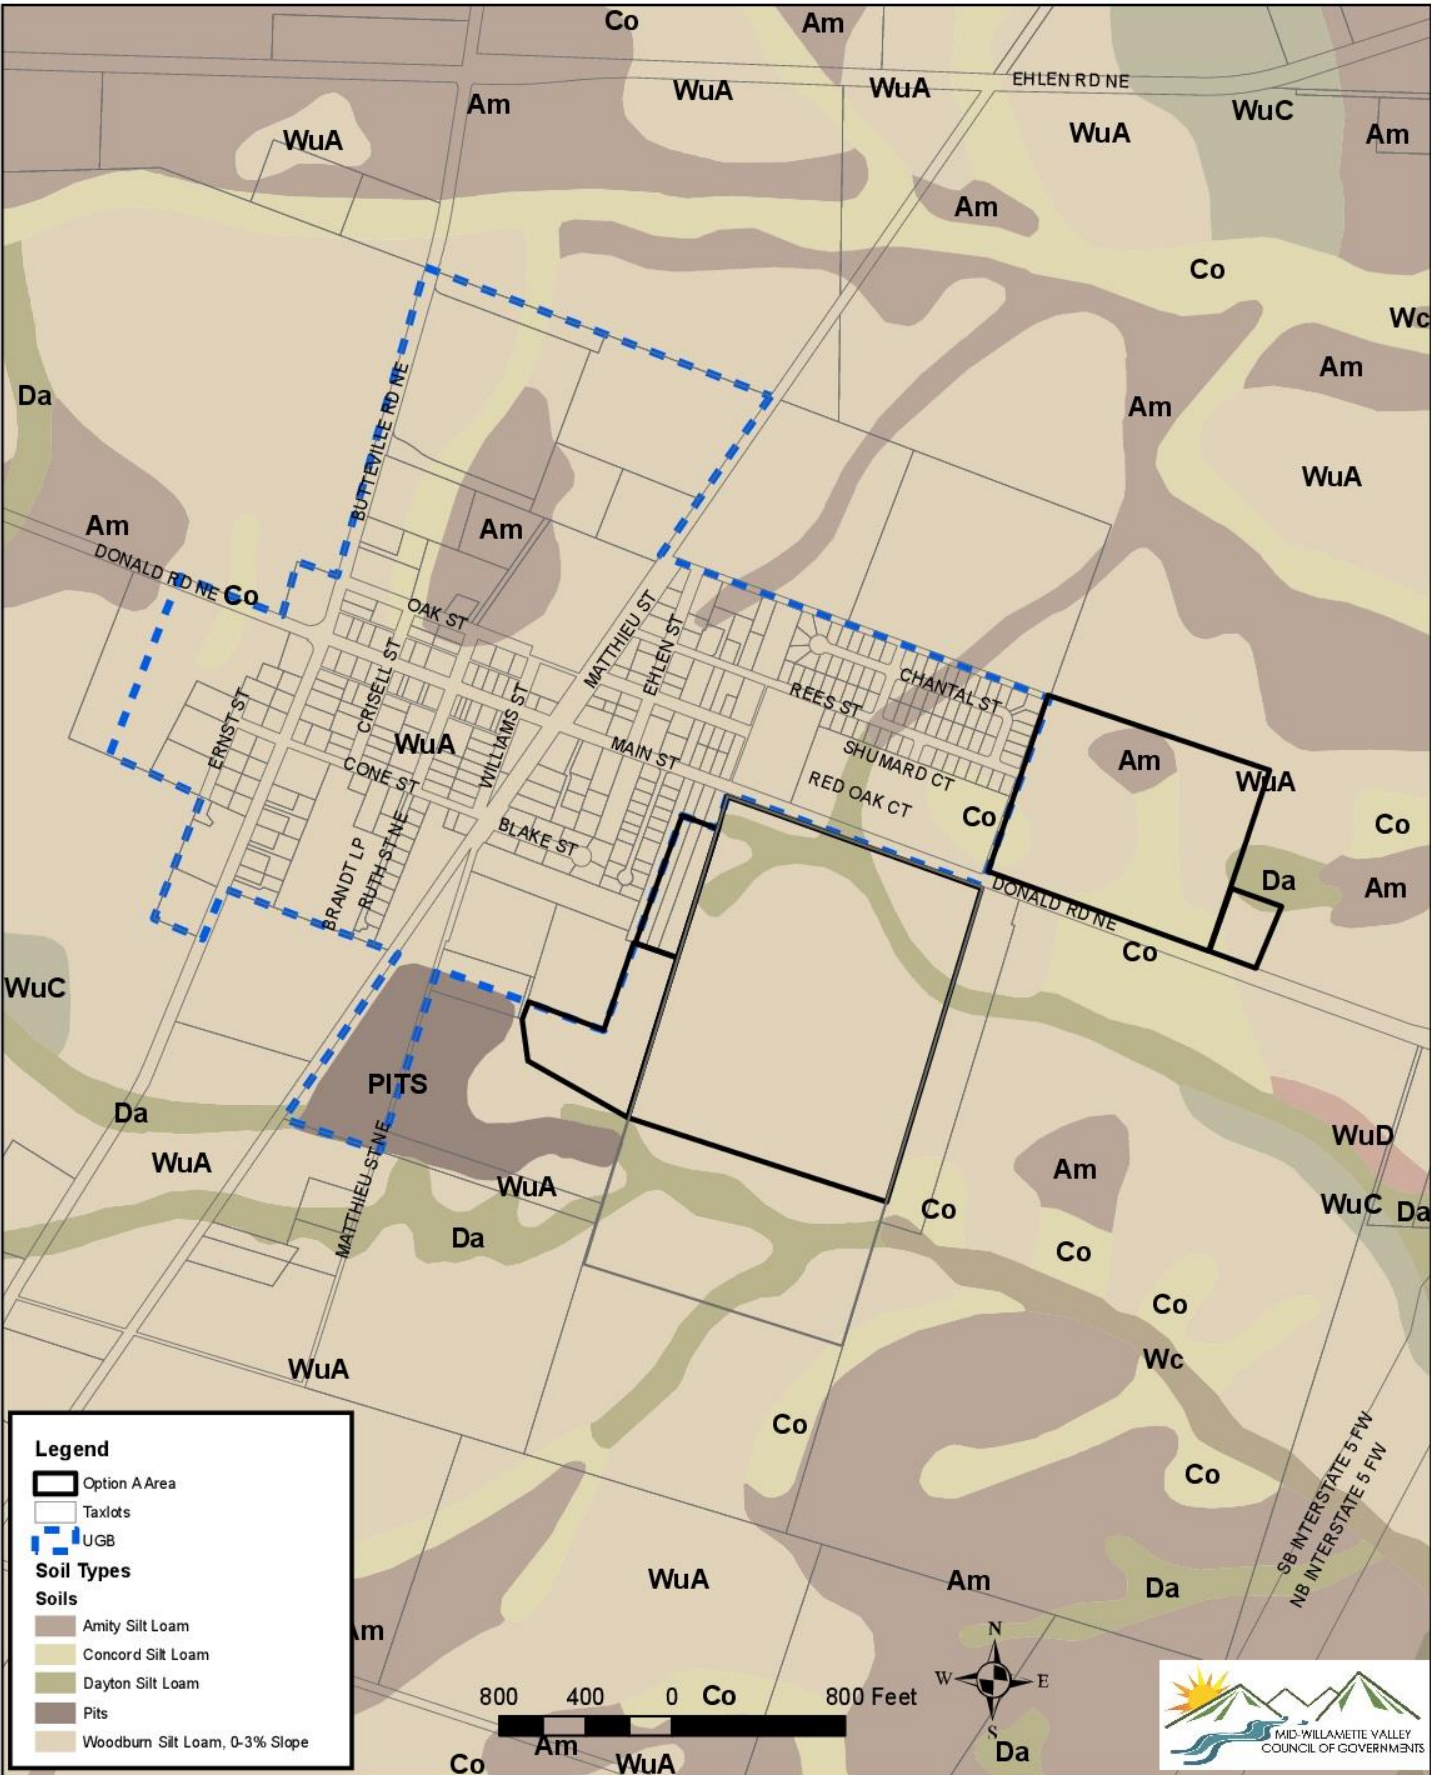 Co
Am
EHLEN RD NE
WuA
WuA
WuC
Am
WuA
Am
WuA
Am
Co
Wc
Am
Da
Am
BUTTEVILLE RD NE
WuA
Am
Am
DONALD RD NE
Co
OAK ST
MATTHIEU ST
EHLEN ST
CHANTAL ST
REES ST
CRISELL ST
ERNST ST
WILLIAMS ST
WuA
MAIN ST
SHUMARD CT
Am
WuA
CONE ST
RED OAK CT
Co
Co
BLAKE ST
BRANDT LP
RUTH ST NE
DONALD RD NE
Da
Am
Co
WuC
PITS
Da
WuA
WuD
Am
WuA
MATTHIEU ST NE
WuC
Da
Co
Da
Co
Co
WuA
Wc
Co
Co
SB INTERSTATE 5 FW
NB INTERSTATE 5 FW
WuA
Am
Da
Am
Legend
Option A Area
Taxlots
UGB
Soil Types
Soils
Amity Silt Loam
Concord Silt Loam
Dayton Silt Loam
Pits
Woodburn Silt Loam, 0-3% Slope
N
W
E
S
800 400 0 800 Feet
Co
Am
Co
WuA
Da
MID-WILLAMETTE VALLEY
COUNCIL OF GOVERNMENTS